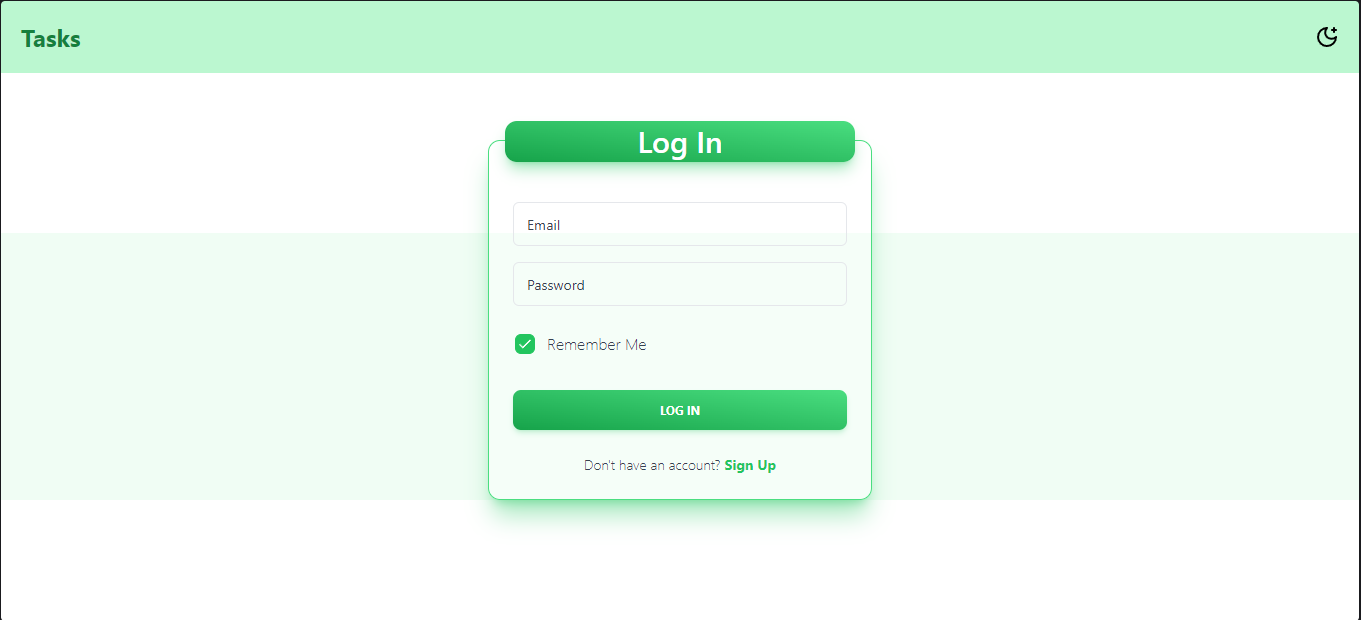 Tasks
Log In
Email
Password
Remember Me
LOG IN
Don't have an account? Sign Up